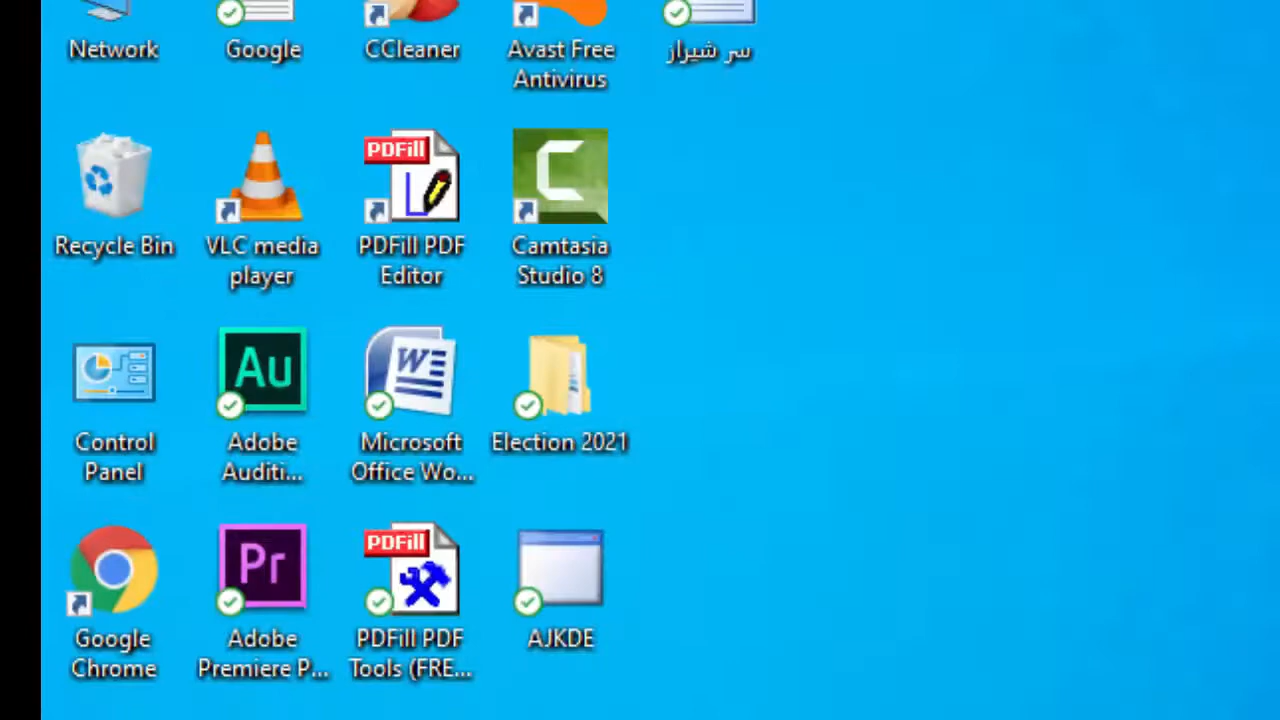 Network
Google
CCleaner
Avast Free
Antivirus
سر شیراز
PDFill
C
Recycle Bin
VLC media
player
PDFill PDF
Editor
Camtasia
Studio 8
Au
W
Control
Panel
Adobe
Auditi...
Microsoft
Office Wo...
Election 2021
Pr
PDFill
Google
Chrome
Adobe
Premiere P...
PDFill PDF
Tools (FRE...
AJKDE